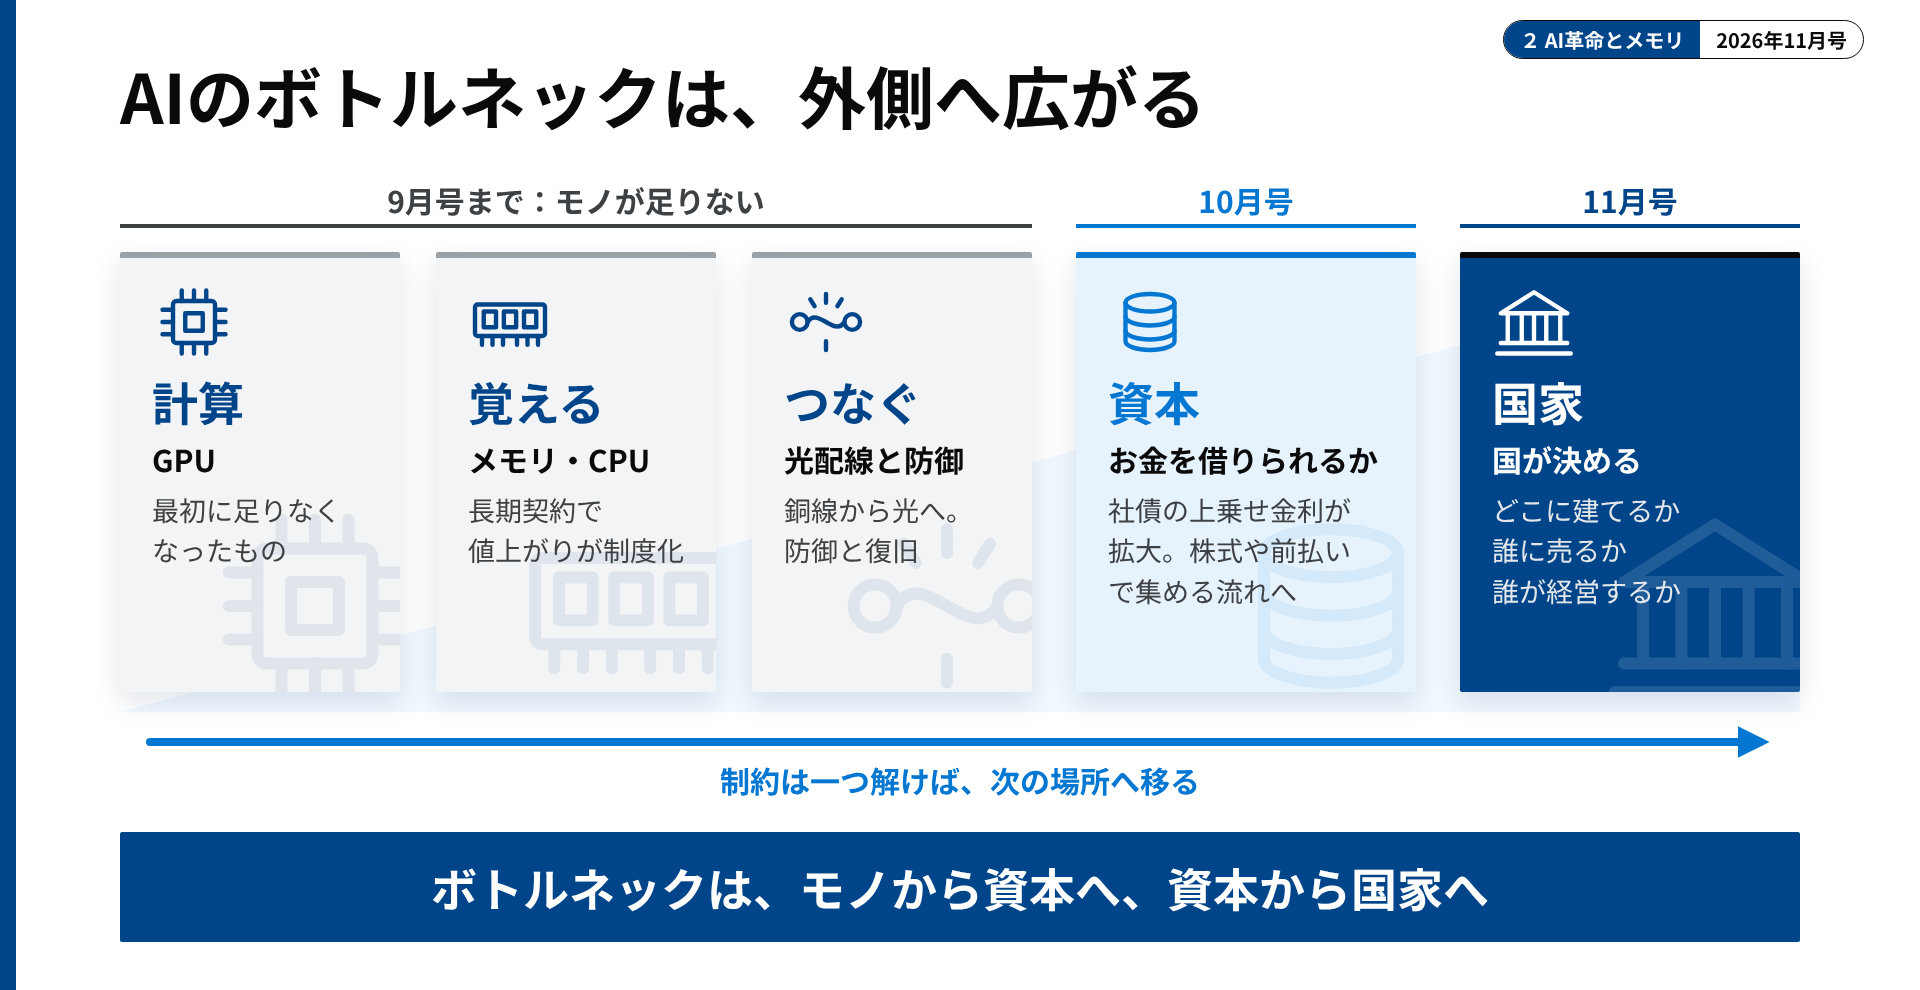 2 AI革命とメモリ 2026年11月号
AIのボトルネックは、外側へ広がる
9月号まで：モノが足りない
計算
GPU
最初に足りなく
なったもの
覚える
メモリ・CPU
長期契約で
値上がりが制度化
つなぐ
光配線と防御
銅線から光へ。
防御と復旧
10月号
資本
お金を借りられるか
社債の上乗せ金利が
拡大。株式や前払い
で集める流れへ
11月号
国家
国が決める
どこに建てるか
誰に売るか
誰が経営するか
制約は一つ解けば、次の場所へ移る
ボトルネックは、モノから資本へ、資本から国家へ